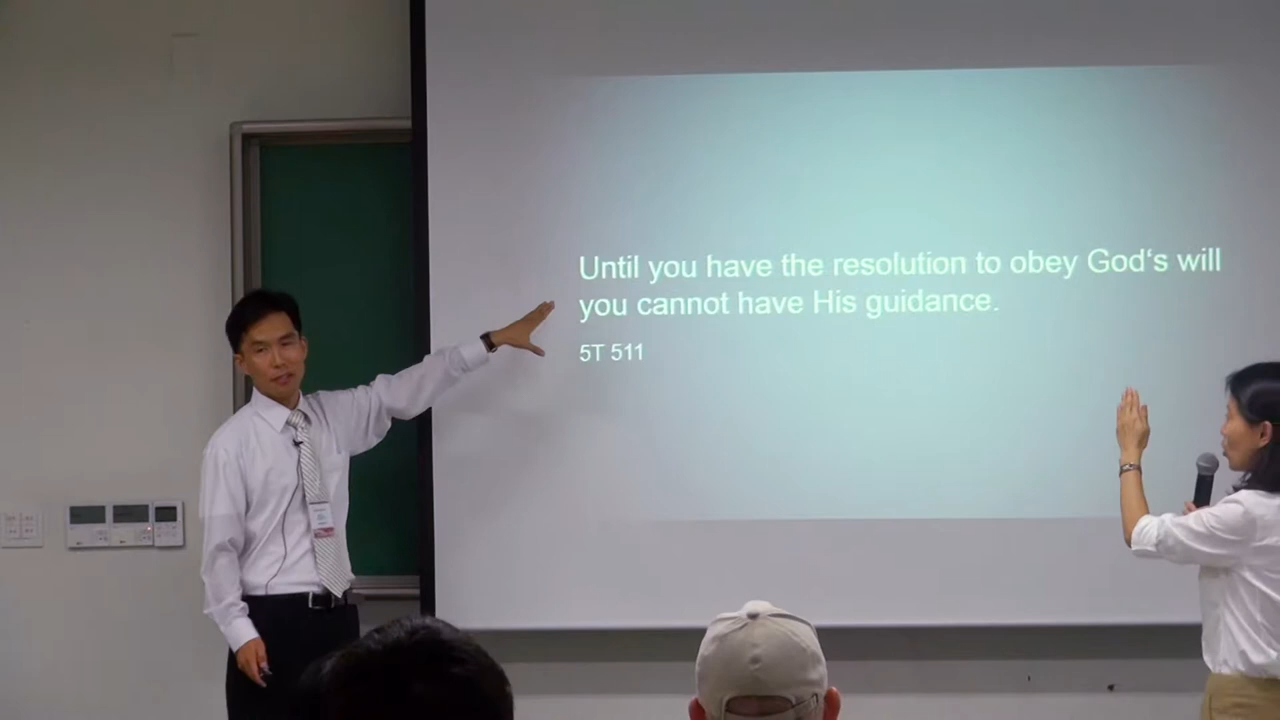 Until you have the resolution to obey God‘s will
you cannot have His guidance.
5T 511